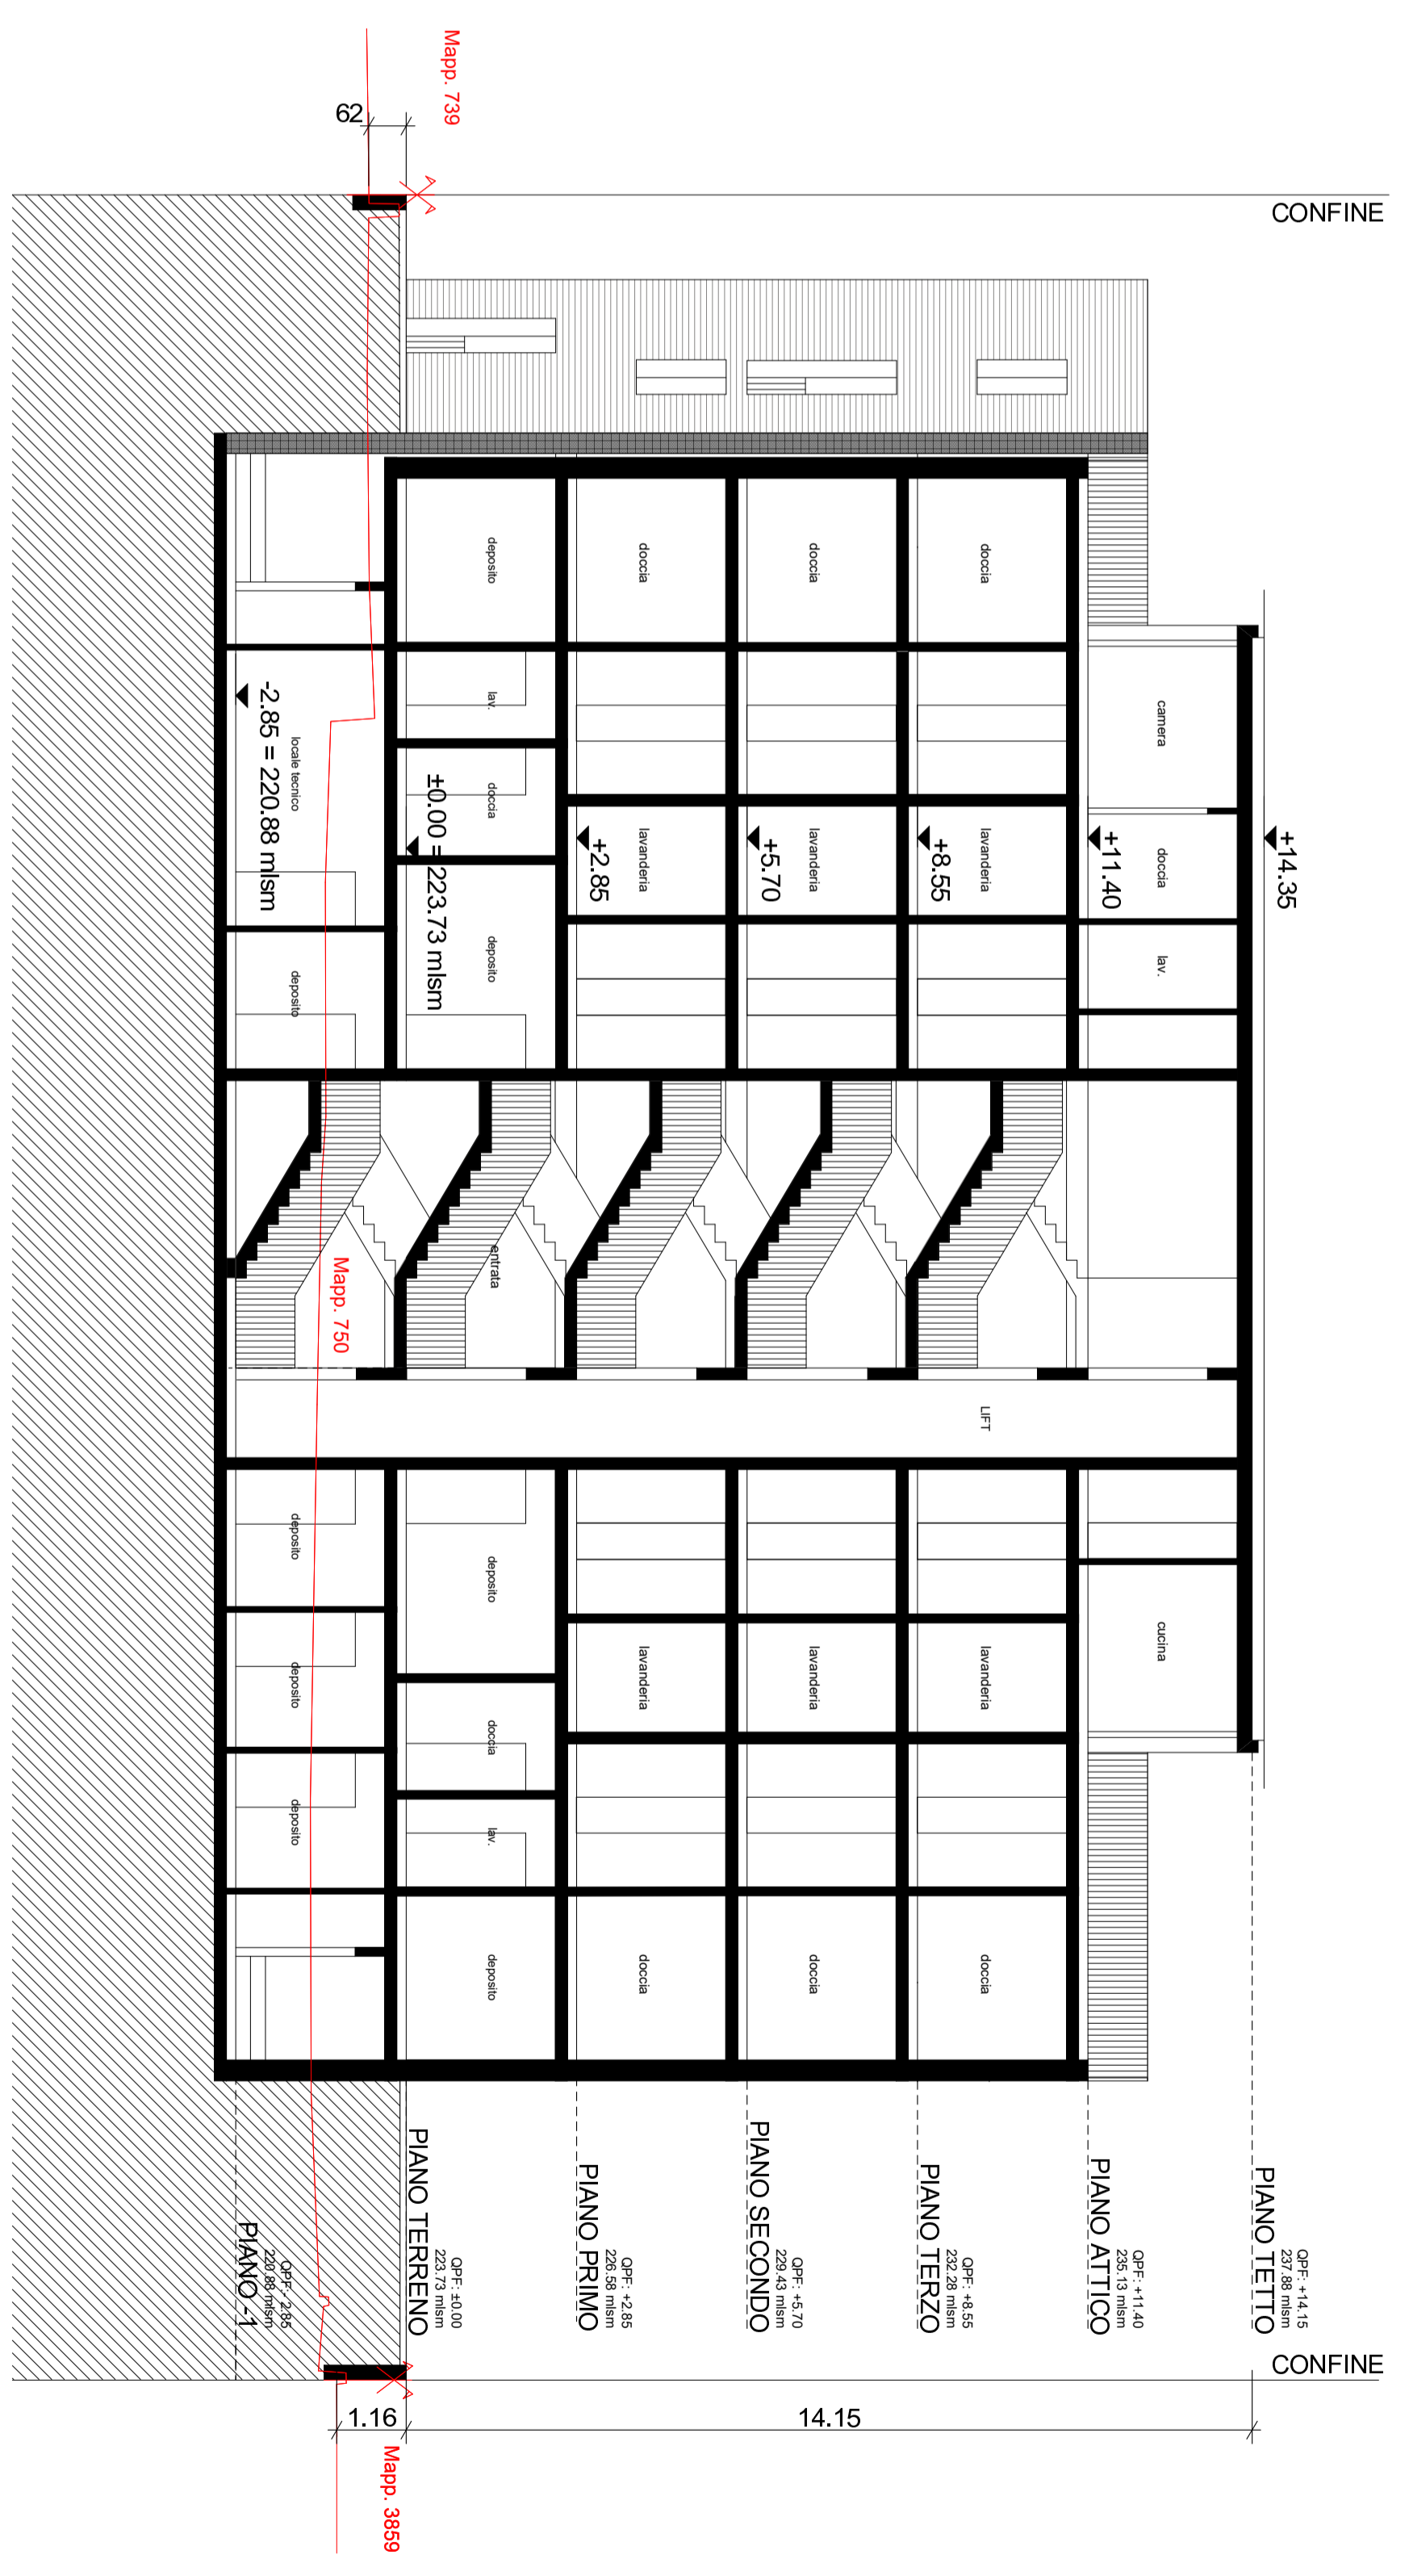 CONFINE
CONFINE
+14.35
QPF: +14.15
237.88 mlsm
PIANO TETTO
camera
doccia
lav.
cucina
+11.40
QPF: +11.40
235.13 mlsm
PIANO ATTICO
doccia
lavanderia
LIFT
lavanderia
doccia
+8.55
QPF: +8.55
232.28 mlsm
PIANO TERZO
14.15
doccia
lavanderia
lavanderia
doccia
+5.70
QPF: +5.70
229.43 mlsm
PIANO SECONDO
doccia
lavanderia
lavanderia
doccia
+2.85
QPF: +2.85
226.58 mlsm
PIANO PRIMO
deposito
lav.
doccia
deposito
entrata
deposito
doccia
lav.
deposito
±0.00 = 223.73 mlsm
QPF: ±0.00
223.73 mlsm
PIANO TERRENO
Mapp. 739
62
Mapp. 750
1.16
Mapp. 3859
locale tecnico
deposito
deposito
deposito
deposito
-2.85 = 220.88 mlsm
QPF: -2.85
220.88 mlsm
PIANO -1